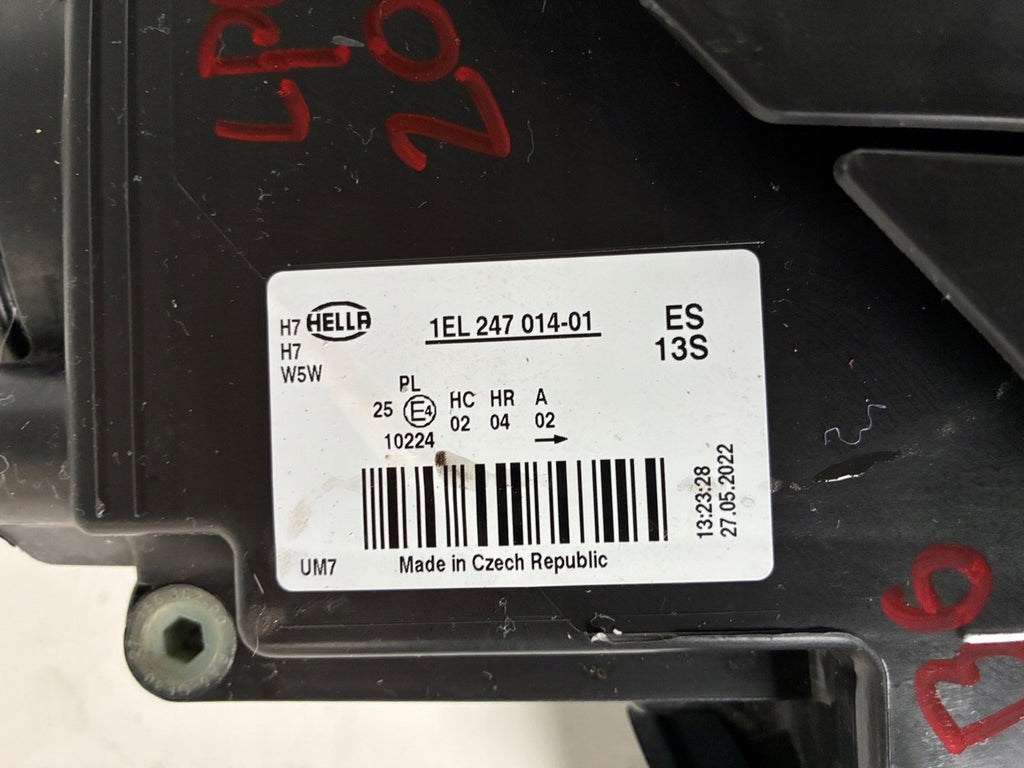 20
H7 HELLA 1EL 247 014-01 ES
H7 13S
W5W
PL
25 E4 HC HR A
02 04 02
10224
13:23:28
27.05.2022
UM7 Made in Czech Republic